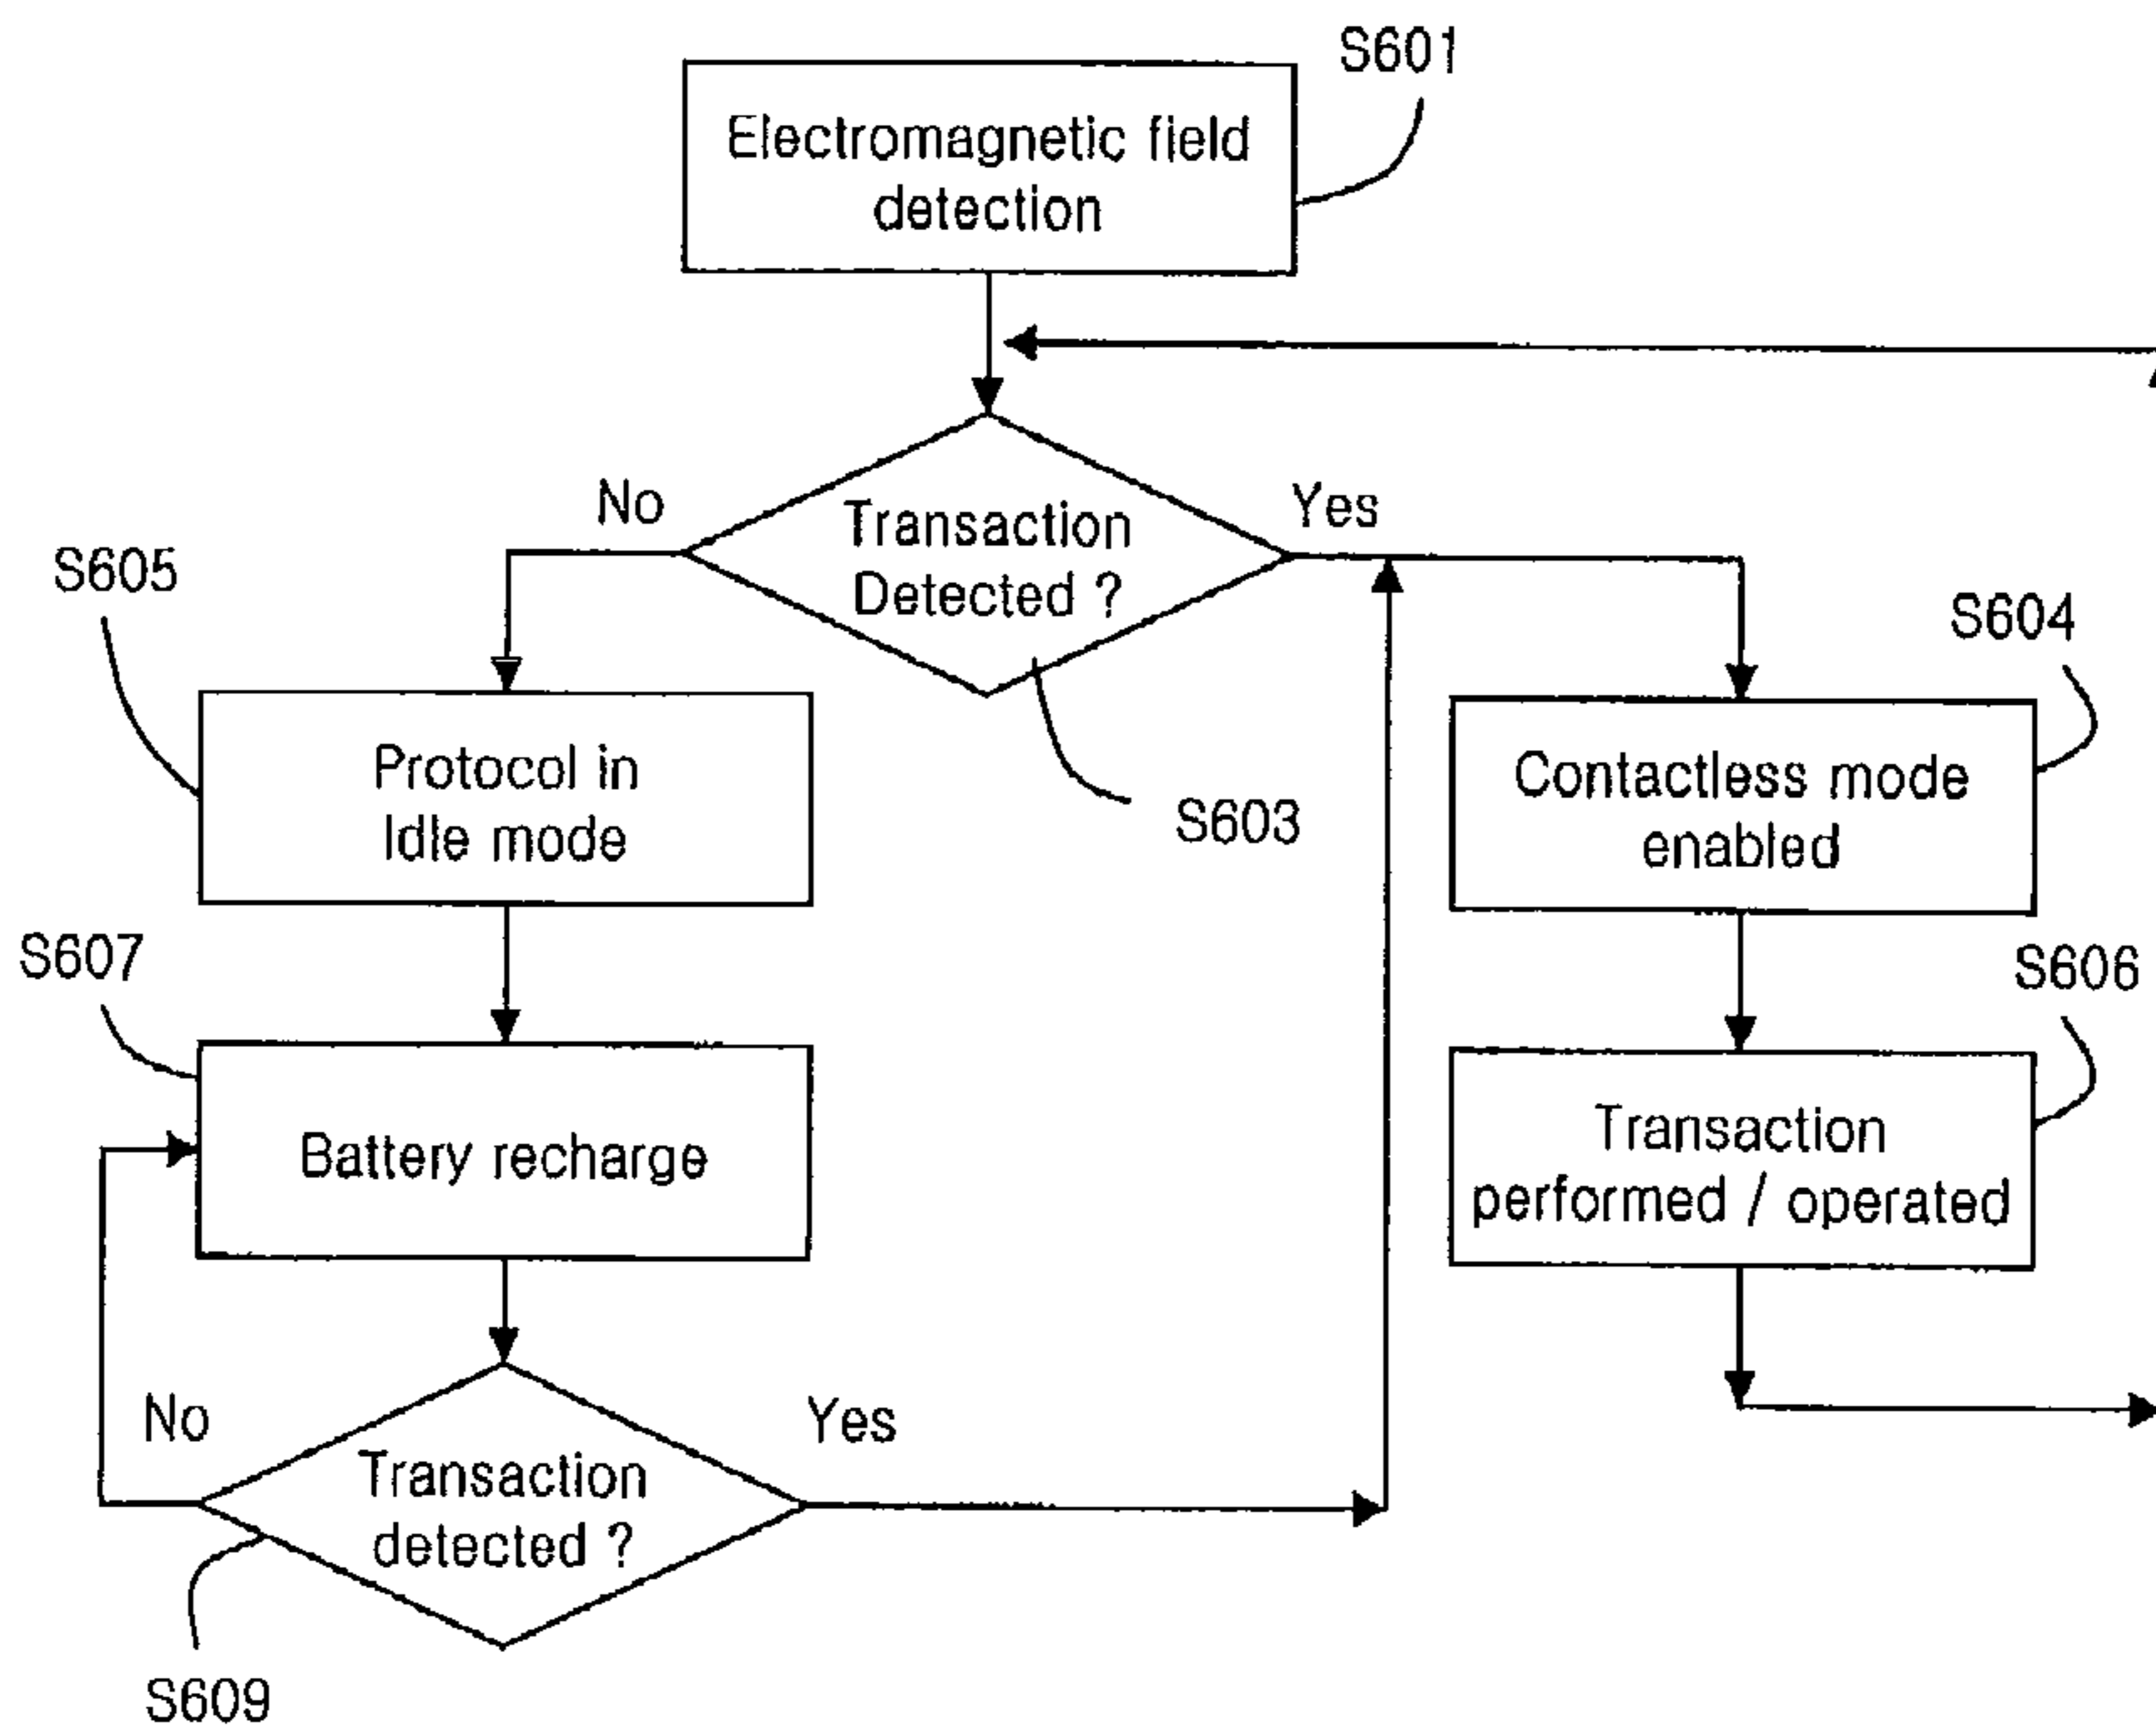 S601
Electromagnetic field
detection
No
Yes
Transaction
Detected ?
S605
S604
Protocol in
Idle mode
S603
Contactless mode
enabled
S607
S606
Battery recharge
Transaction
performed / operated
No
Yes
Transaction
detected ?
S609